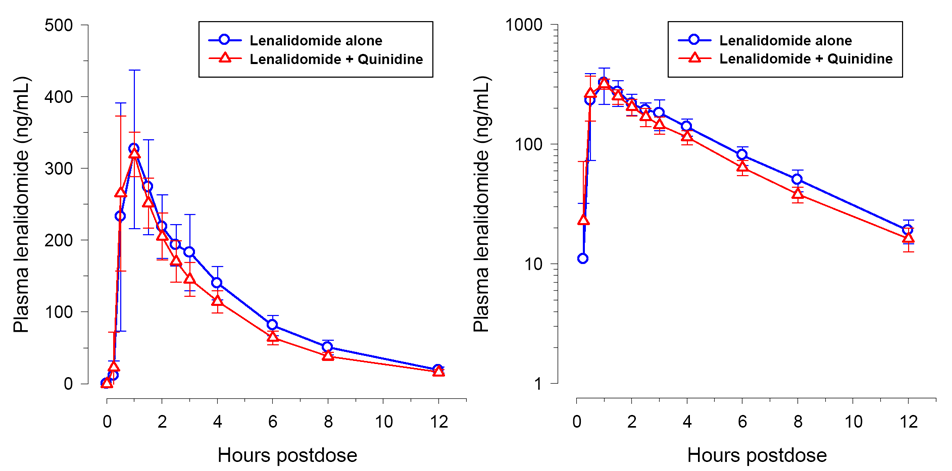 500
400
300
200
100
0
Plasma lenalidomide (ng/mL)
Lenalidomide alone
Lenalidomide + Quinidine
0 2 4 6 8 10 12
Hours postdose
1000
100
10
1
Plasma lenalidomide (ng/mL)
Lenalidomide alone
Lenalidomide + Quinidine
0 2 4 6 8 10 12
Hours postdose